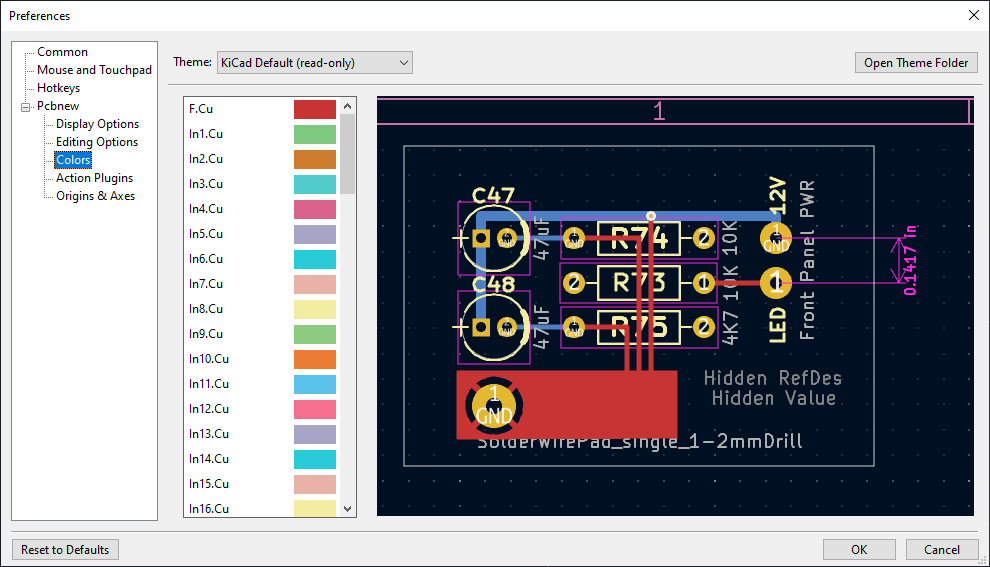 Preferences
Common
Mouse and Touchpad
Hotkeys
Pcbnew
Display Options
Editing Options
Colors
Action Plugins
Origins & Axes
Theme: KiCad Default (read-only)
Open Theme Folder
F.Cu
In1.Cu
In2.Cu
In3.Cu
In4.Cu
In5.Cu
In6.Cu
In7.Cu
In8.Cu
In9.Cu
In10.Cu
In11.Cu
In12.Cu
In13.Cu
In14.Cu
In15.Cu
In16.Cu
1
C47
+ GND 47uF
1 GND R74 2 10K
12V
1 GND
Front Panel PWR
0.1417 in
C48
2 R73 1 10K
1
LED
+ GND 47uF
1 GND R75 2 4K7
Hidden RefDes
Hidden Value
1
GND
SolderWirePad_single_1-2mmDrill
Reset to Defaults
OK
Cancel